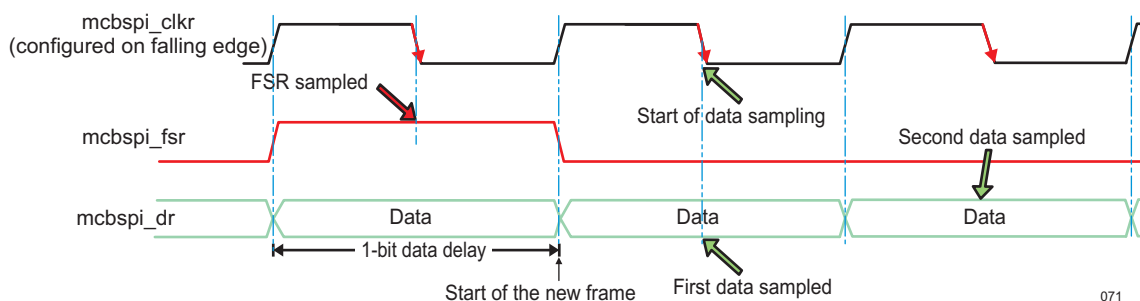 mcbspi_clkr
(configured on falling edge)
FSR sampled
Start of data sampling
mcbspi_fsr
Second data sampled
mcbspi_dr
Data
Data
Data
1-bit data delay
Start of the new frame
First data sampled
071